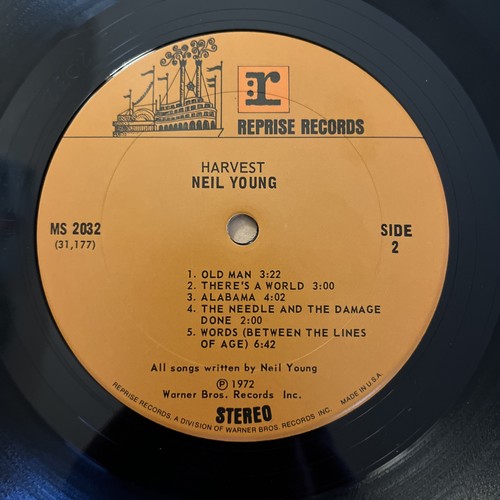 r
REPRISE RECORDS
HARVEST
NEIL YOUNG
MS 2032
(31,177)
SIDE
2
1. OLD MAN 3:22
2. THERE'S A WORLD 3:00
3. ALABAMA 4:02
4. THE NEEDLE AND THE DAMAGE
DONE 2:00
5. WORDS (BETWEEN THE LINES
OF AGE) 6:42
All songs written by Neil Young
℗ 1972
Warner Bros. Records Inc.
STEREO
REPRISE RECORDS, A DIVISION OF WARNER BROS. RECORDS INC. MADE IN U.S.A.